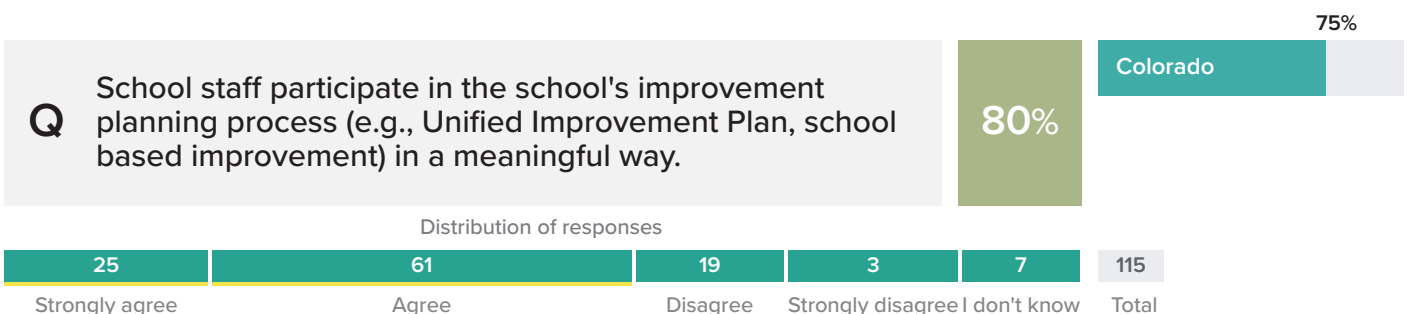 75%
Q
School staff participate in the school's improvement
planning process (e.g., Unified Improvement Plan, school
based improvement) in a meaningful way.
80%
Colorado
Distribution of responses
25 61 19 3 7 115
Strongly agree Agree Disagree Strongly disagree I don't know Total